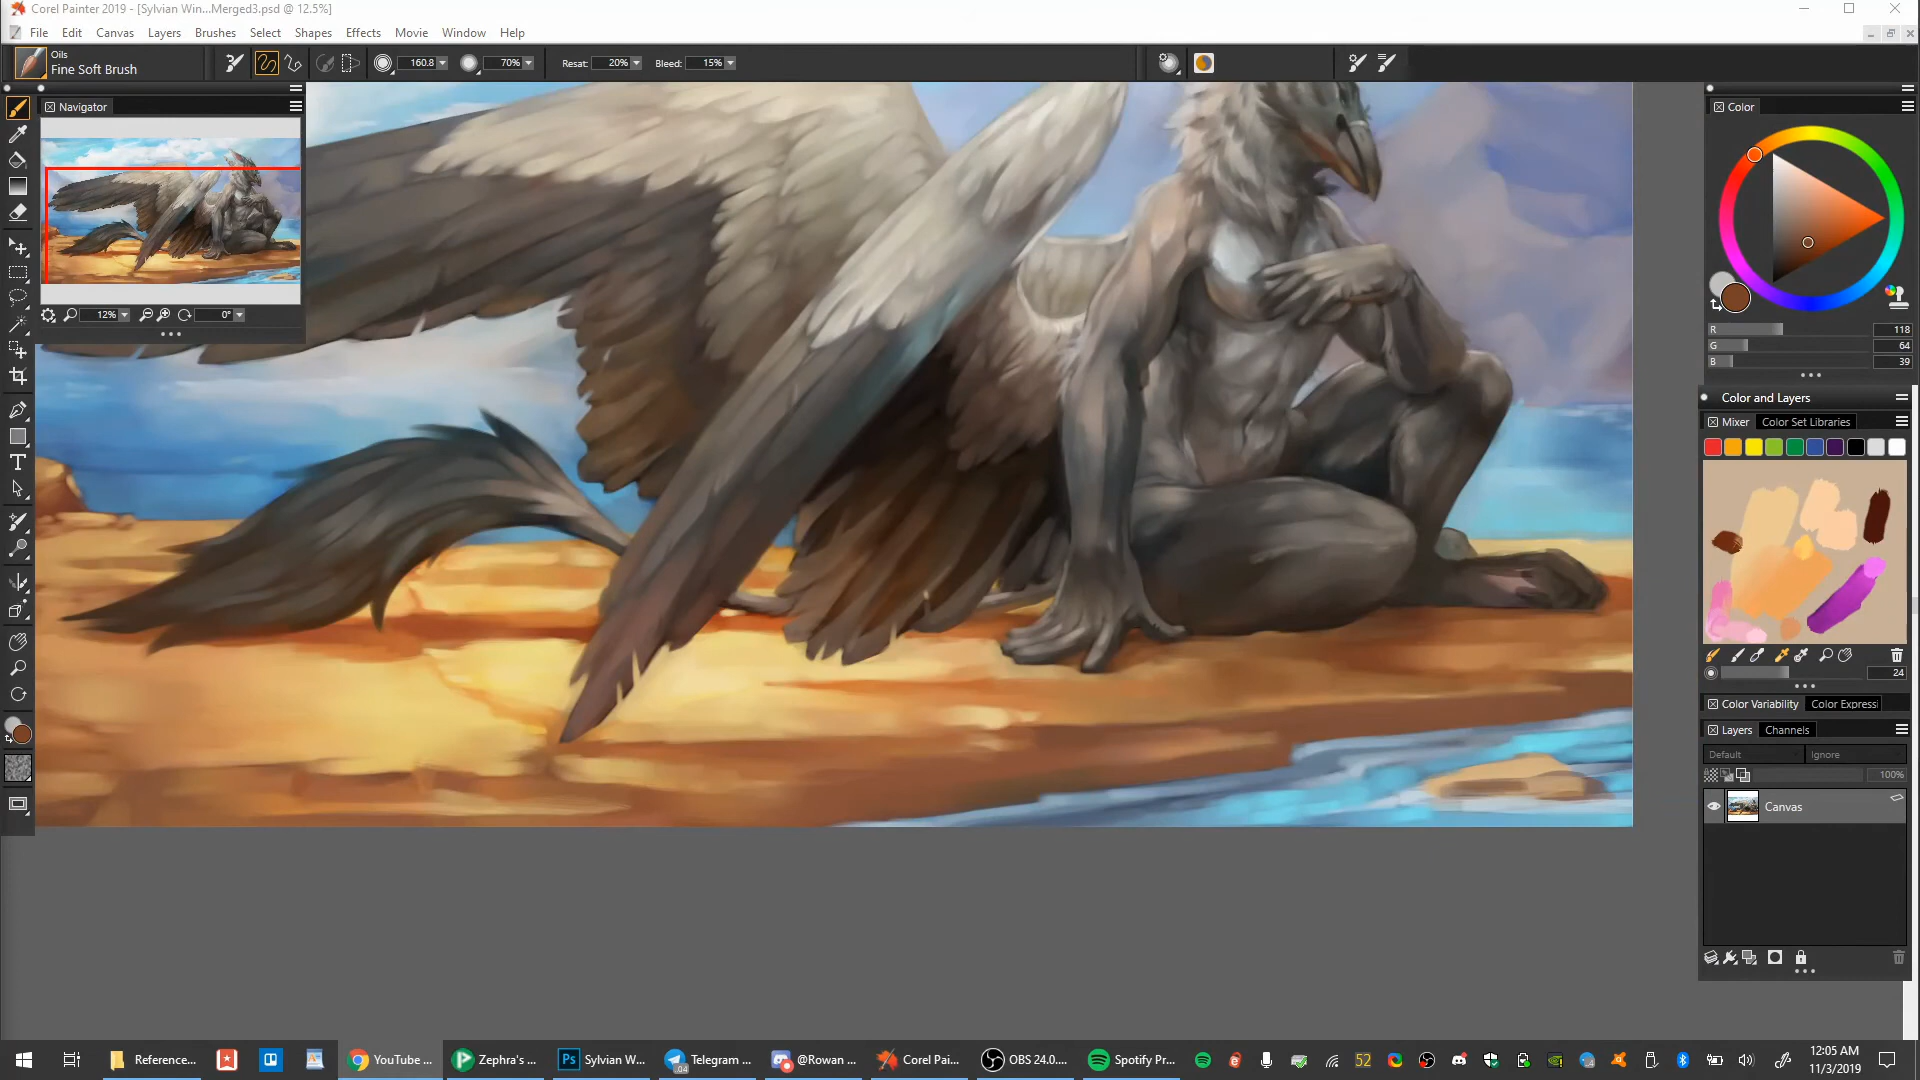 Corel Painter 2019 - [Sylvian Win...Merged3.psd @ 12.5%]
File Edit Canvas Layers Brushes Select Shapes Effects Movie Window Help
Oils
Fine Soft Brush
160.8
70%
Resat: 20%
Bleed: 15%
Navigator
12%
0°
Color
R 118
G 64
B 39
Color and Layers
Mixer Color Set Libraries
24
Color Variability Color Expressi
Layers Channels
Default Ignore
100%
Canvas
T
Reference... YouTube ... Zephra's ... Ps Sylvian W... .04 Telegram ... @Rowan ... Corel Pai... OBS 24.0.... Spotify Pr... 52
12:05 AM
11/3/2019